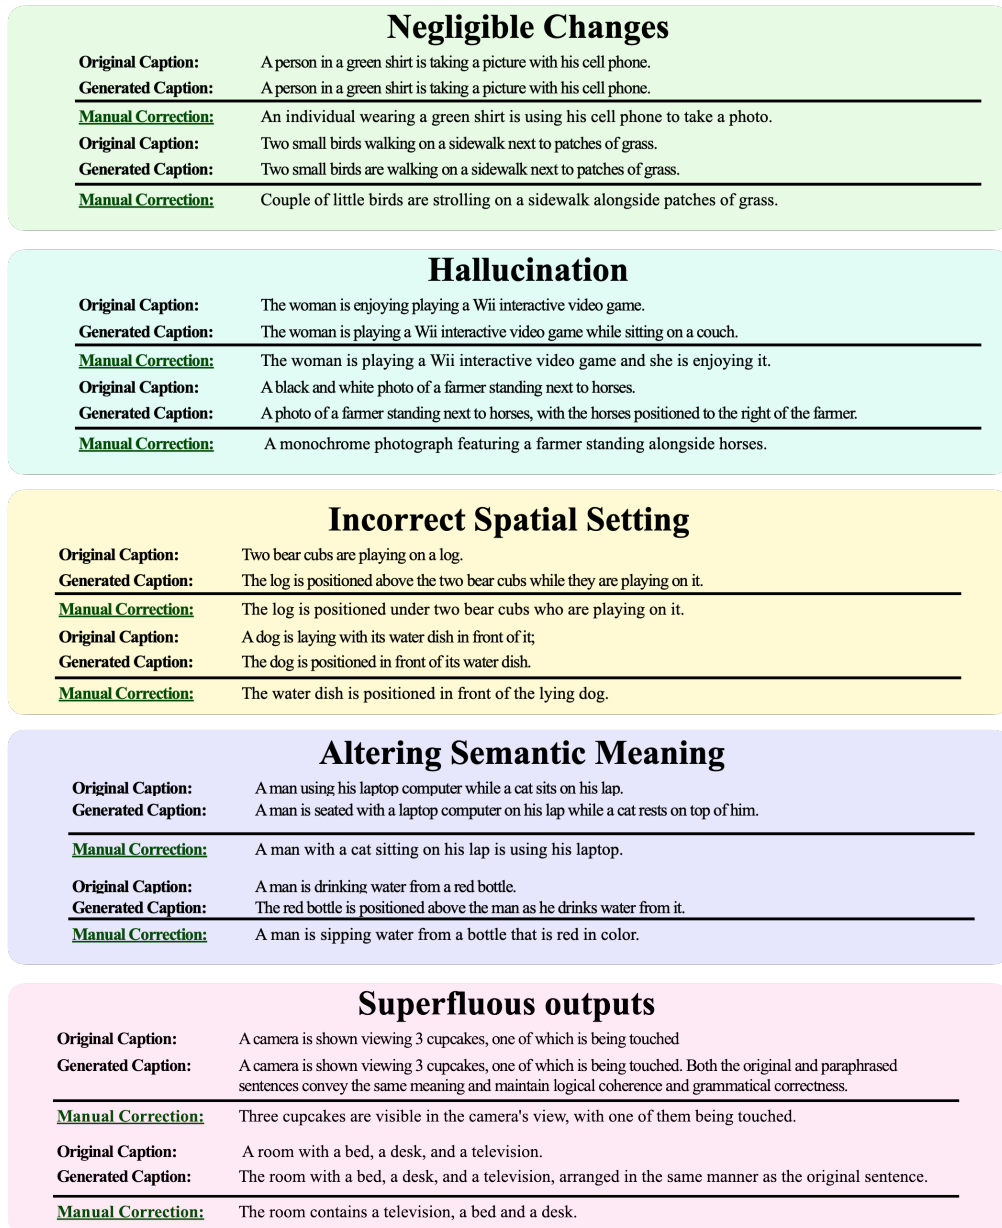 Negligible Changes
Original Caption: A person in a green shirt is taking a picture with his cell phone.
Generated Caption: A person in a green shirt is taking a picture with his cell phone.
Manual Correction: An individual wearing a green shirt is using his cell phone to take a photo.
Original Caption: Two small birds walking on a sidewalk next to patches of grass.
Generated Caption: Two small birds are walking on a sidewalk next to patches of grass.
Manual Correction: Couple of little birds are strolling on a sidewalk alongside patches of grass.
Hallucination
Original Caption: The woman is enjoying playing a Wii interactive video game.
Generated Caption: The woman is playing a Wii interactive video game while sitting on a couch.
Manual Correction: The woman is playing a Wii interactive video game and she is enjoying it.
Original Caption: A black and white photo of a farmer standing next to horses.
Generated Caption: A photo of a farmer standing next to horses, with the horses positioned to the right of the farmer.
Manual Correction: A monochrome photograph featuring a farmer standing alongside horses.
Incorrect Spatial Setting
Original Caption: Two bear cubs are playing on a log.
Generated Caption: The log is positioned above the two bear cubs while they are playing on it.
Manual Correction: The log is positioned under two bear cubs who are playing on it.
Original Caption: A dog is laying with its water dish in front of it;
Generated Caption: The dog is positioned in front of its water dish.
Manual Correction: The water dish is positioned in front of the lying dog.
Altering Semantic Meaning
Original Caption: A man using his laptop computer while a cat sits on his lap.
Generated Caption: A man is seated with a laptop computer on his lap while a cat rests on top of him.
Manual Correction: A man with a cat sitting on his lap is using his laptop.
Original Caption: A man is drinking water from a red bottle.
Generated Caption: The red bottle is positioned above the man as he drinks water from it.
Manual Correction: A man is sipping water from a bottle that is red in color.
Superfluous outputs
Original Caption: A camera is shown viewing 3 cupcakes, one of which is being touched
Generated Caption: A camera is shown viewing 3 cupcakes, one of which is being touched. Both the original and paraphrased
sentences convey the same meaning and maintain logical coherence and grammatical correctness.
Manual Correction: Three cupcakes are visible in the camera's view, with one of them being touched.
Original Caption: A room with a bed, a desk, and a television.
Generated Caption: The room with a bed, a desk, and a television, arranged in the same manner as the original sentence.
Manual Correction: The room contains a television, a bed and a desk.